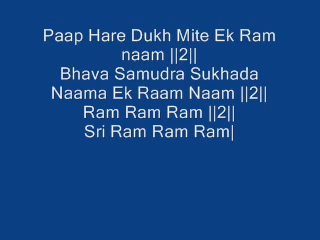 Paap Hare Dukh Mite Ek Ram
naam ||2||
Bhava Samudra Sukhada
Naama Ek Raam Naam ||2||
Ram Ram Ram ||2||
Sri Ram Ram Ram|